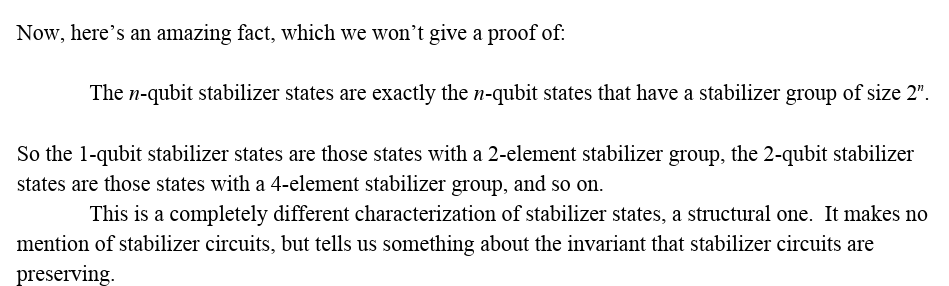 Now, here’s an amazing fact, which we won’t give a proof of:
The n-qubit stabilizer states are exactly the n-qubit states that have a stabilizer group of size 2ⁿ.
So the 1-qubit stabilizer states are those states with a 2-element stabilizer group, the 2-qubit stabilizer
states are those states with a 4-element stabilizer group, and so on.
This is a completely different characterization of stabilizer states, a structural one.  It makes no
mention of stabilizer circuits, but tells us something about the invariant that stabilizer circuits are
preserving.